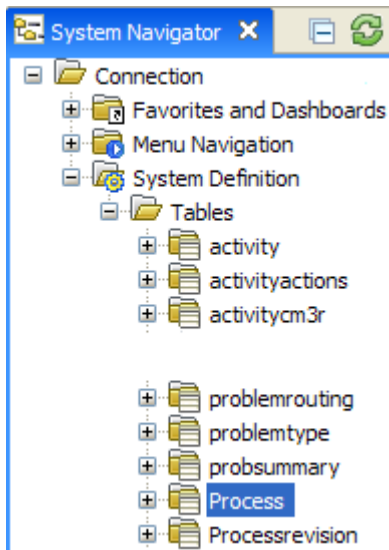 System Navigator
Connection
Favorites and Dashboards
Menu Navigation
System Definition
Tables
activity
activityactions
activitycm3r
problemrouting
problemtype
probsummary
Process
Processrevision